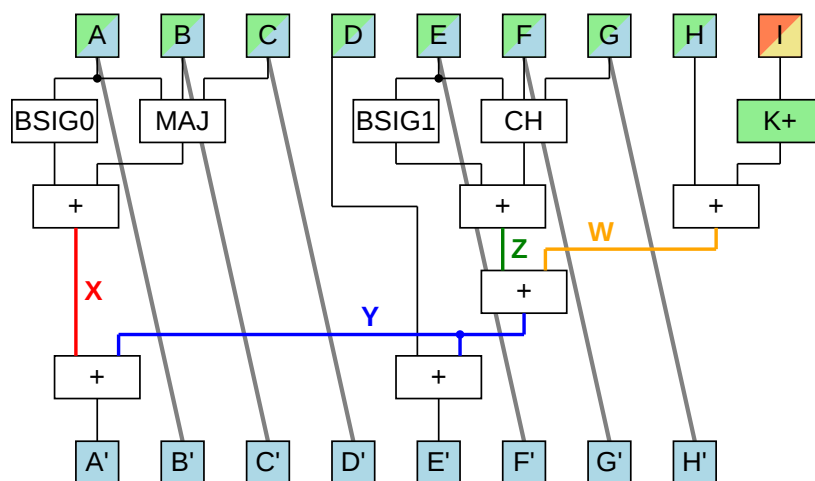 A B C D E F G H I
BSIG0 MAJ BSIG1 CH K+
+ + +
Z W
+
X
Y
+ +
A' B' C' D' E' F' G' H'